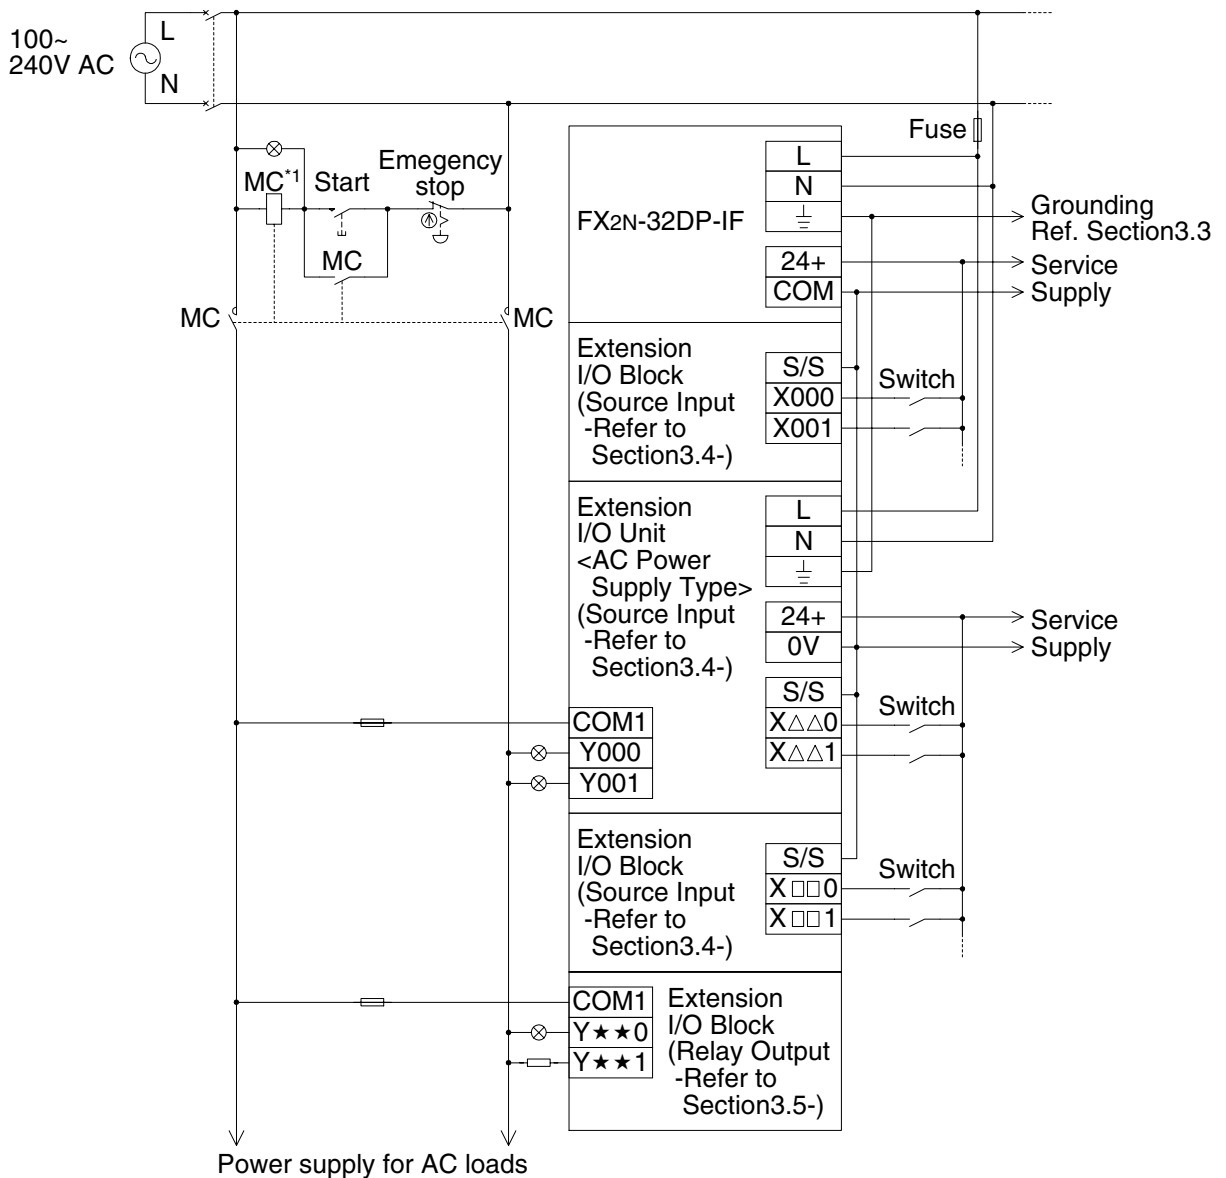 100~
240V AC
L
N
Fuse
MC*1
Start
Emegency
stop
MC
MC
MC
FX2N-32DP-IF
L
N
24+
COM
Grounding
Ref. Section3.3
Service
Supply
Extension
I/O Block
(Source Input
-Refer to
Section3.4-)
S/S
X000
X001
Switch
Extension
I/O Unit
<AC Power
Supply Type>
(Source Input
-Refer to
Section3.4-)
L
N
24+
0V
S/S
X△△0
X△△1
Service
Supply
Switch
COM1
Y000
Y001
Extension
I/O Block
(Source Input
-Refer to
Section3.4-)
S/S
X□□0
X□□1
Switch
COM1
Y★★0
Y★★1
Extension
I/O Block
(Relay Output
-Refer to
Section3.5-)
Power supply for AC loads